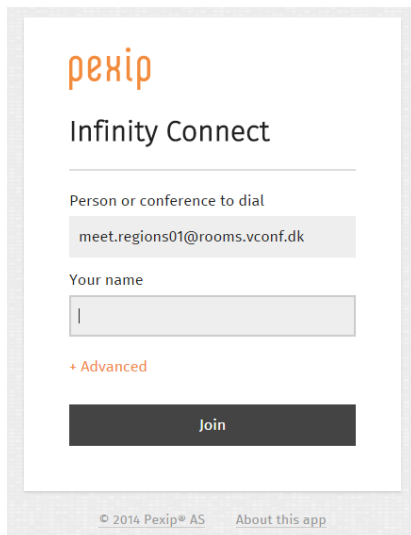 pexip
Infinity Connect
Person or conference to dial
meet.regions01@rooms.vconf.dk
Your name
+ Advanced
Join
© 2014 Pexip® AS About this app